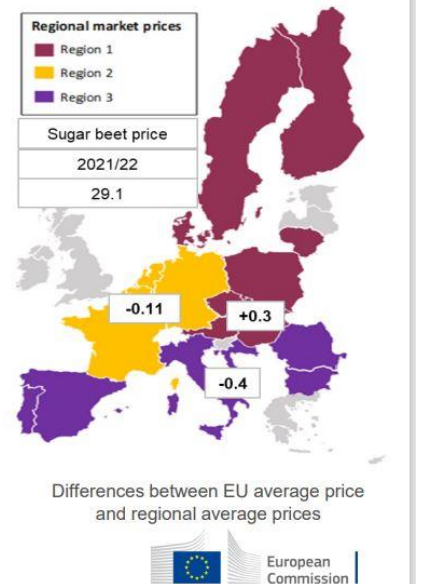 Regional market prices
Region 1
Region 2
Region 3
Sugar beet price
2021/22
29.1
-0.11
+0.3
-0.4
Differences between EU average price
and regional average prices
European
Commission